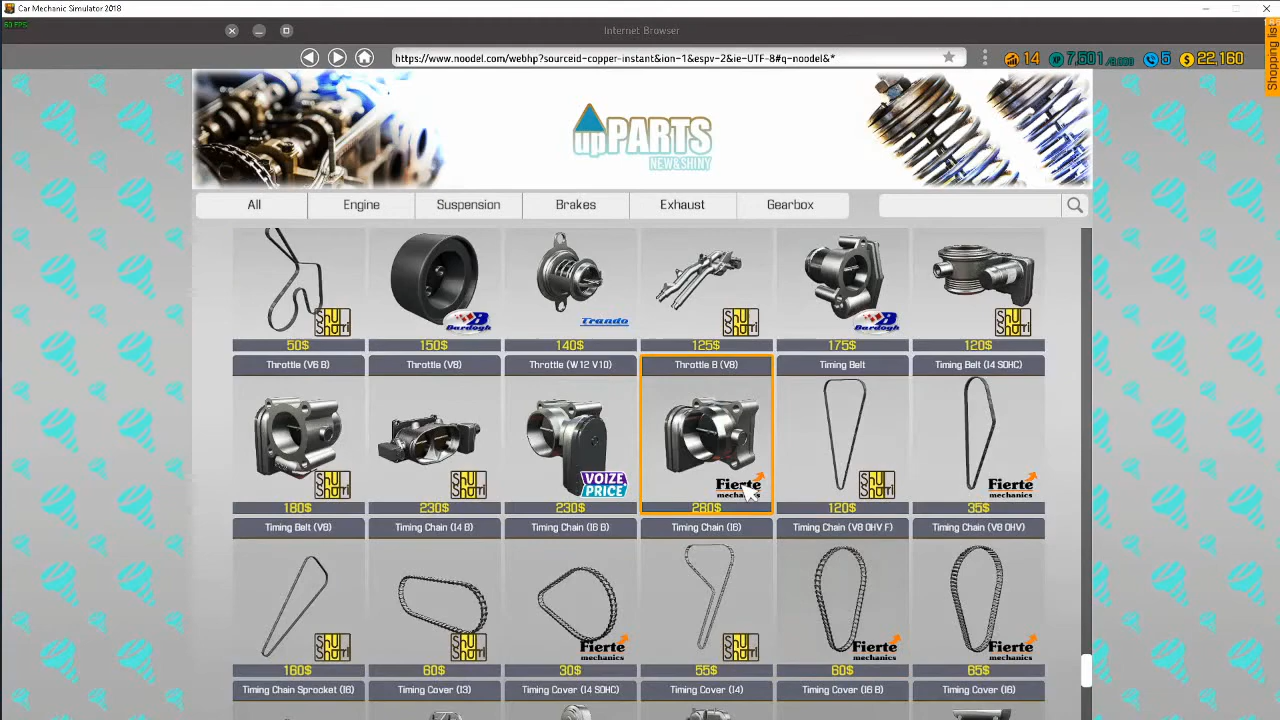 Car Mechanic Simulator 2018
Internet Browser
https://www.noodel.com/webhp?sourceid-copper-instant&ion-1&espv-2&ie-UTF-8#q-noodel&*
14
7,501
5
$ 22,160
Shopping list
upPARTS
NEW&SHINY
All
Engine
Suspension
Brakes
Exhaust
Gearbox
Bardogh
Trando
Bardogh
50$
150$
140$
125$
175$
120$
Throttle (V6 B)
Throttle (V8)
Throttle (W12 V10)
Throttle B (V8)
Timing Belt
Timing Belt (I4 SOHC)
VOIZE PRICE
Fierte mechanics
Fierte mechanics
180$
230$
230$
280$
120$
35$
Timing Belt (V8)
Timing Chain (I4 B)
Timing Chain (I6 B)
Timing Chain (I6)
Timing Chain (V8 OHV F)
Timing Chain (V8 OHV)
Fierte mechanics
Fierte mechanics
Fierte mechanics
160$
60$
30$
55$
60$
65$
Timing Chain Sprocket (I6)
Timing Cover (I3)
Timing Cover (I4 SOHC)
Timing Cover (I4)
Timing Cover (I6 B)
Timing Cover (I6)